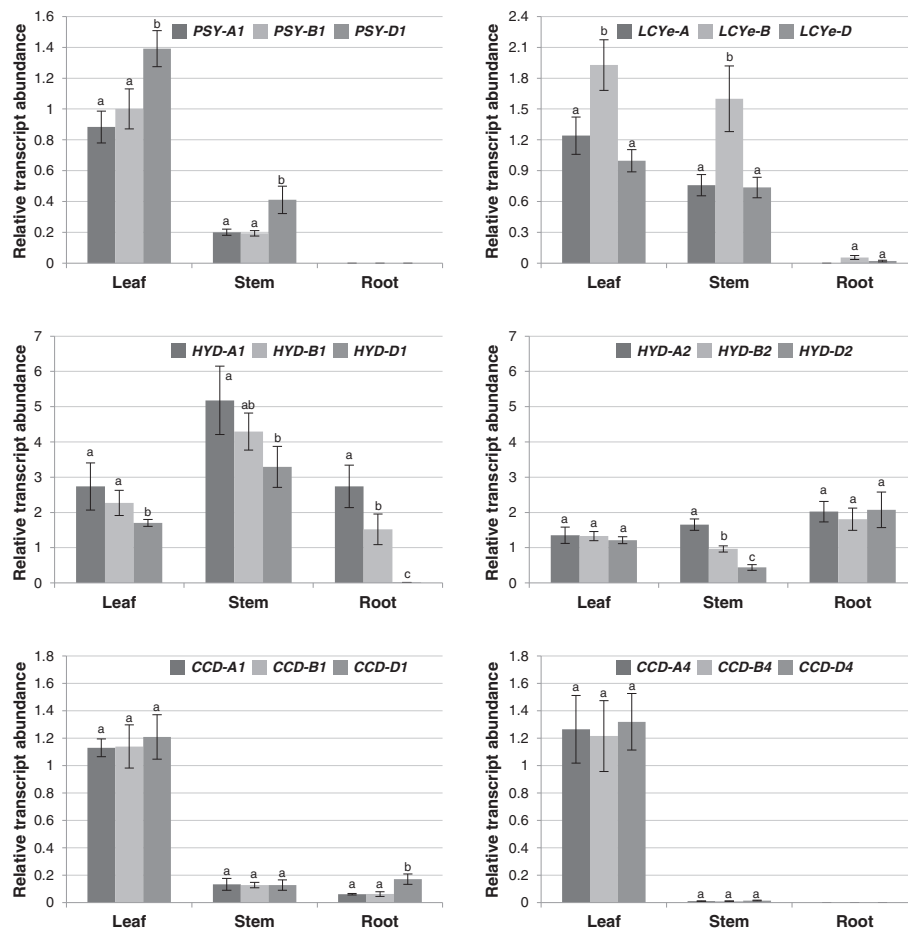 Relative transcript abundance
1.6
1.4
1.2
1
0.8
0.6
0.4
0.2
0
PSY-A1 PSY-B1 PSY-D1
a a b
a a b
Leaf Stem Root
Relative transcript abundance
2.4
2.1
1.8
1.5
1.2
0.9
0.6
0.3
0
LCYe-A LCYe-B LCYe-D
a b a
a b a
a a
Leaf Stem Root
Relative transcript abundance
7
6
5
4
3
2
1
0
HYD-A1 HYD-B1 HYD-D1
a a b
a ab b
a b c
Leaf Stem Root
Relative transcript abundance
7
6
5
4
3
2
1
0
HYD-A2 HYD-B2 HYD-D2
a a a
a b c
a a a
Leaf Stem Root
Relative transcript abundance
1.8
1.6
1.4
1.2
1
0.8
0.6
0.4
0.2
0
CCD-A1 CCD-B1 CCD-D1
a a a
a a a
a a b
Leaf Stem Root
Relative transcript abundance
1.8
1.6
1.4
1.2
1
0.8
0.6
0.4
0.2
0
CCD-A4 CCD-B4 CCD-D4
a a a
a a a
Leaf Stem Root